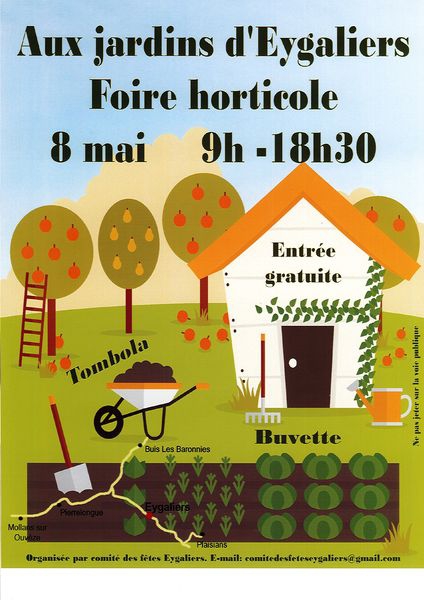 Aux jardins d'Eygaliers
Foire horticole
8 mai 9h -18h30
Entrée
gratuite
Tombola
Buvette
Ne pas jeter sur la voie publique
Buis Les Baronnies
Pierrelongue
Eygaliers
Mollans sur
Ouvèze
Plaisians
Organisée par comité des fêtes Eygaliers. E-mail: comitedesfeteseygaliers@gmail.com